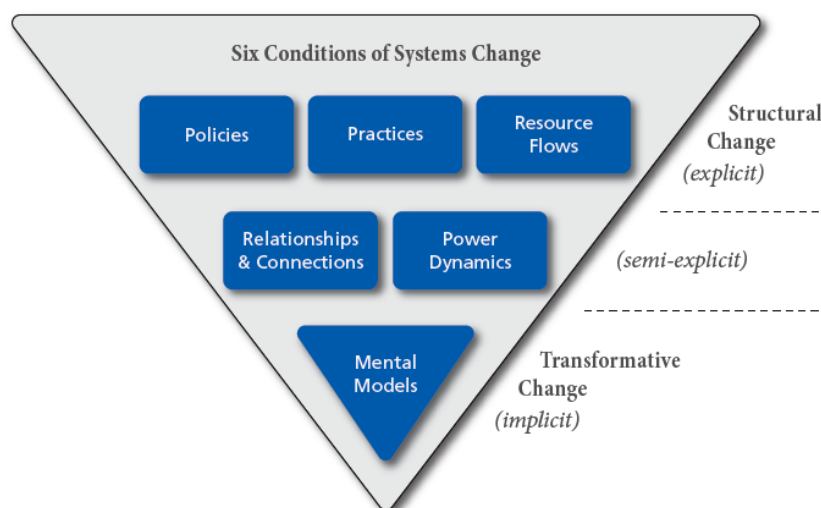 Six Conditions of Systems Change
Policies
Practices
Resource
Flows
Structural
Change
(explicit)
Relationships
& Connections
Power
Dynamics
(semi-explicit)
Mental
Models
Transformative
Change
(implicit)